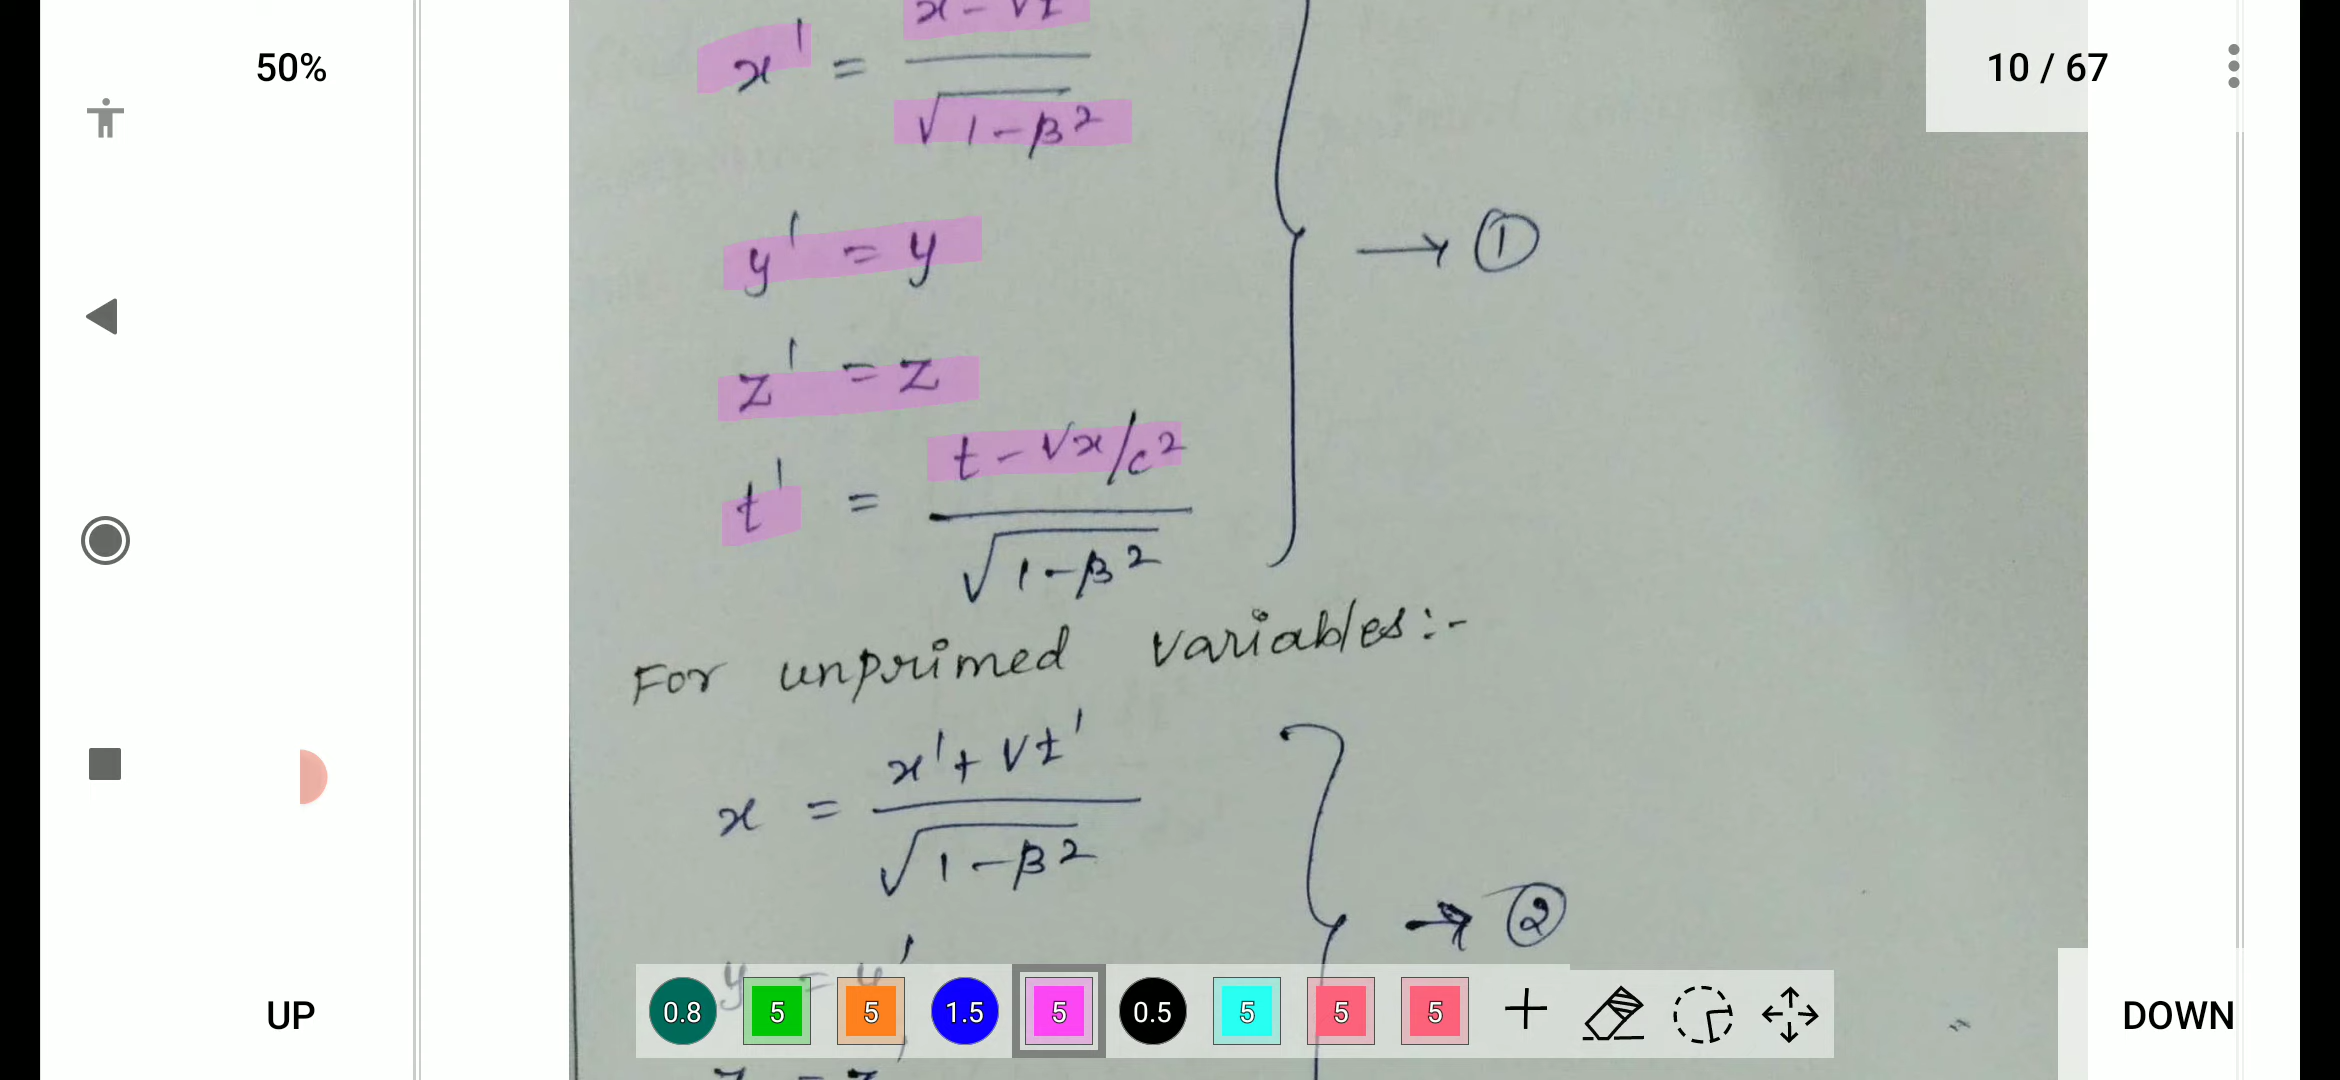 50%
10 / 67
x' = x - vt / √1-β²
y' = y
z' = z
→ ①
t' = t - vx/c² / √1-β²
For unprimed variables:-
x = x' + vt' / √1-β²
→ ②
y = y'
z = z'
0.8 5 5 1.5 5 0.5 5 5 5
UP
DOWN